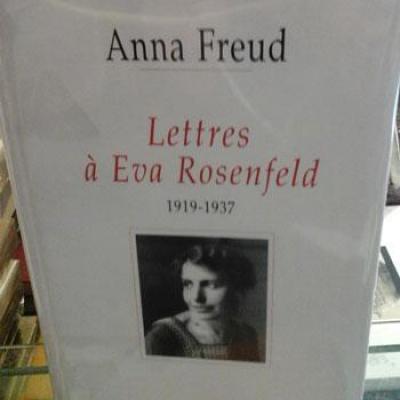 Anna Freud
Lettres
à Eva Rosenfeld
1919-1937